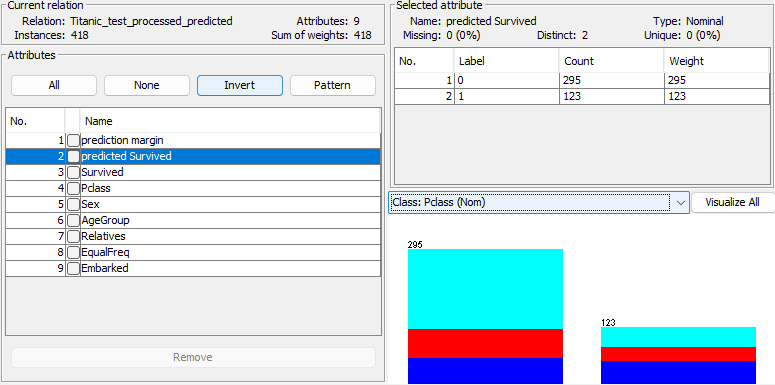 Current relation
Relation: Titanic_test_processed_predicted Attributes: 9
Instances: 418 Sum of weights: 418
Attributes
All None Invert Pattern
No. Name
1 prediction margin
2 predicted Survived
3 Survived
4 Pclass
5 Sex
6 AgeGroup
7 Relatives
8 EqualFreq
9 Embarked
Remove
Selected attribute
Name: predicted Survived Type: Nominal
Missing: 0 (0%) Distinct: 2 Unique: 0 (0%)
No. Label Count Weight
1 0 295 295
2 1 123 123
Class: Pclass (Nom) Visualize All
295
123